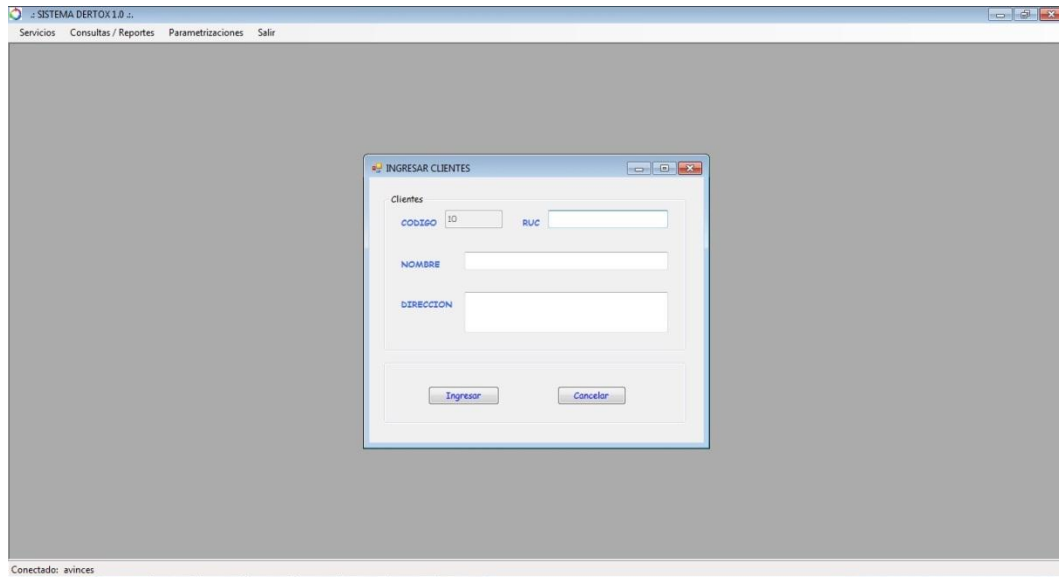 .: SISTEMA DERTOX 1.0 :.
Servicios Consultas / Reportes Parametrizaciones Salir
INGRESAR CLIENTES
Clientes
CODIGO 10 RUC
NOMBRE
DIRECCION
Ingresar Cancelar
Conectado: avinces